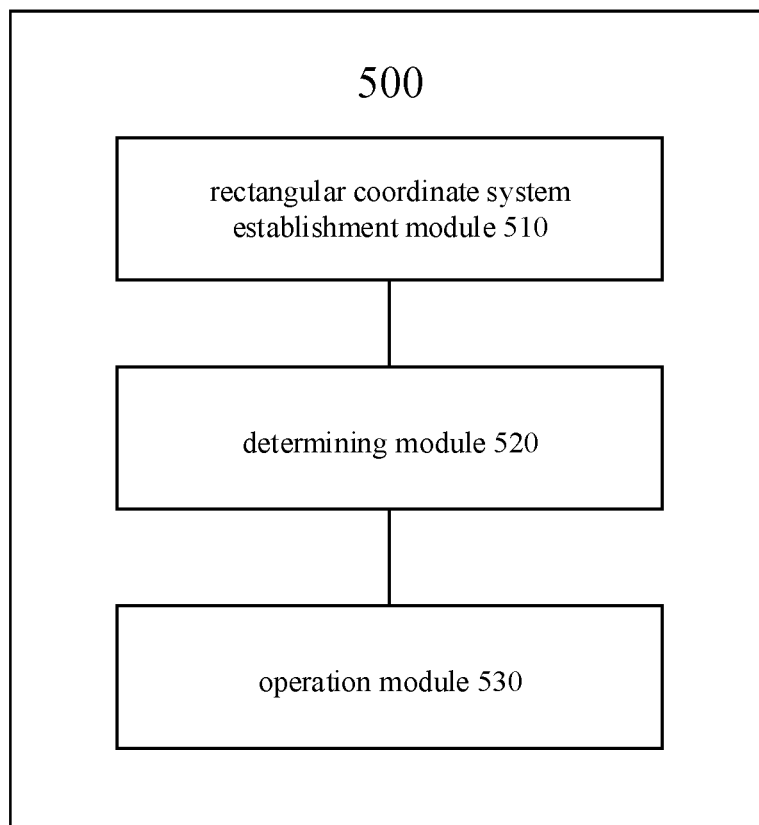 500
rectangular coordinate system
establishment module 510
determining module 520
operation module 530